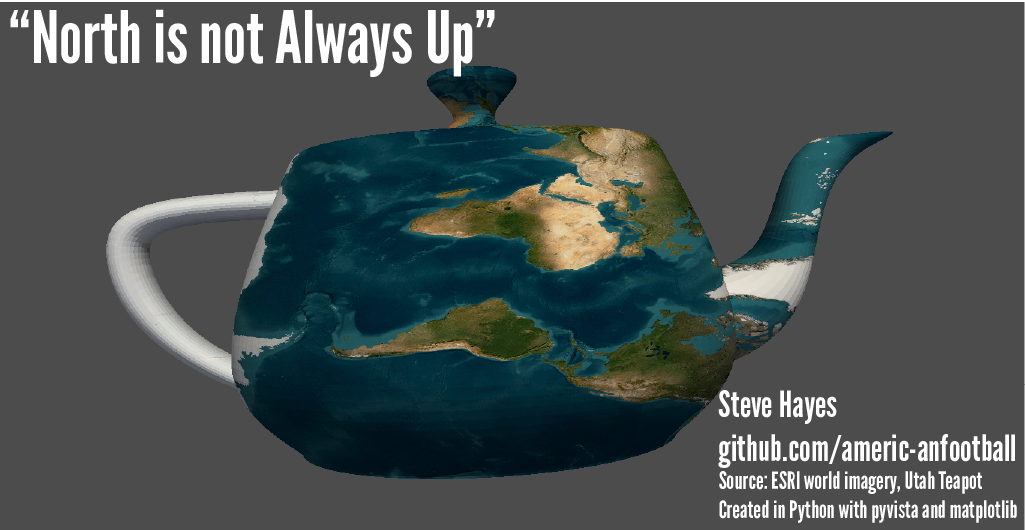 “North is not Always Up”
Steve Hayes
github.com/americ-anfootball
Source: ESRI world imagery, Utah Teapot
Created in Python with pyvista and matplotlib